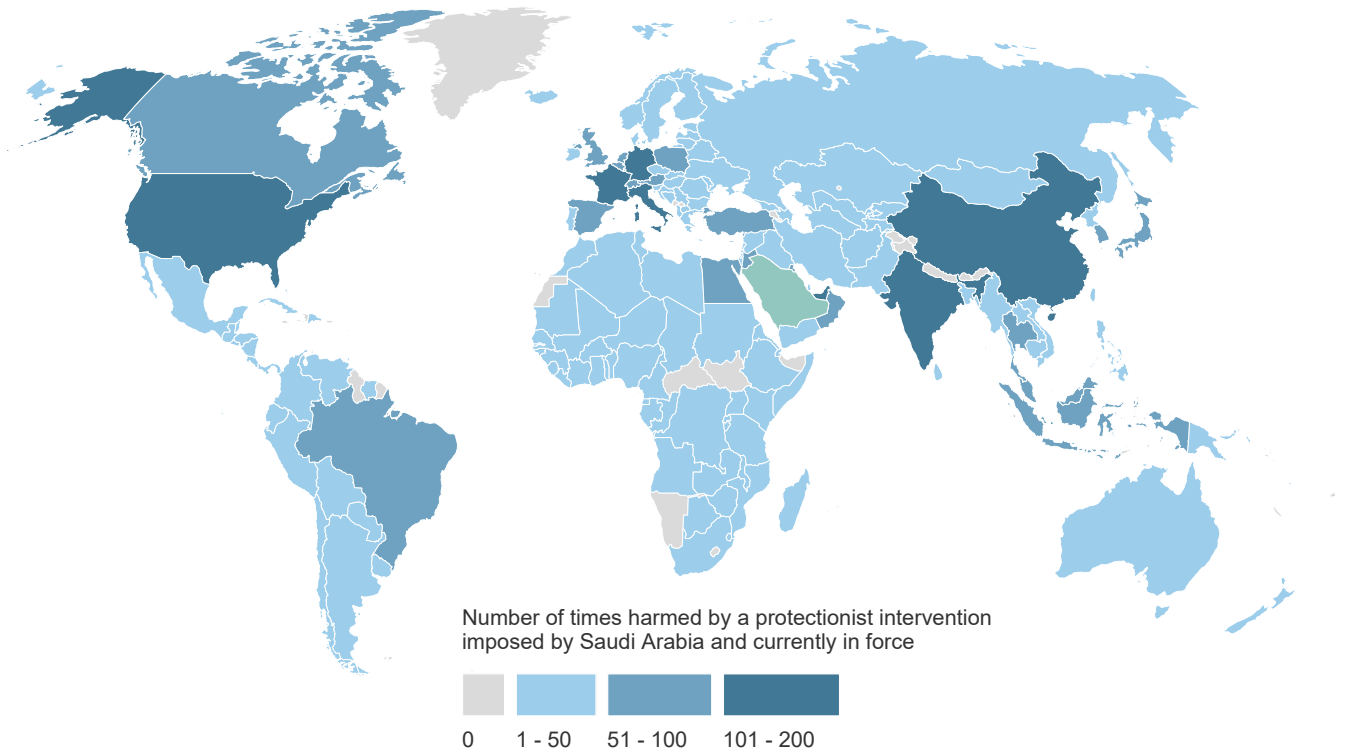 Number of times harmed by a protectionist intervention
imposed by Saudi Arabia and currently in force
0 1 - 50 51 - 100 101 - 200